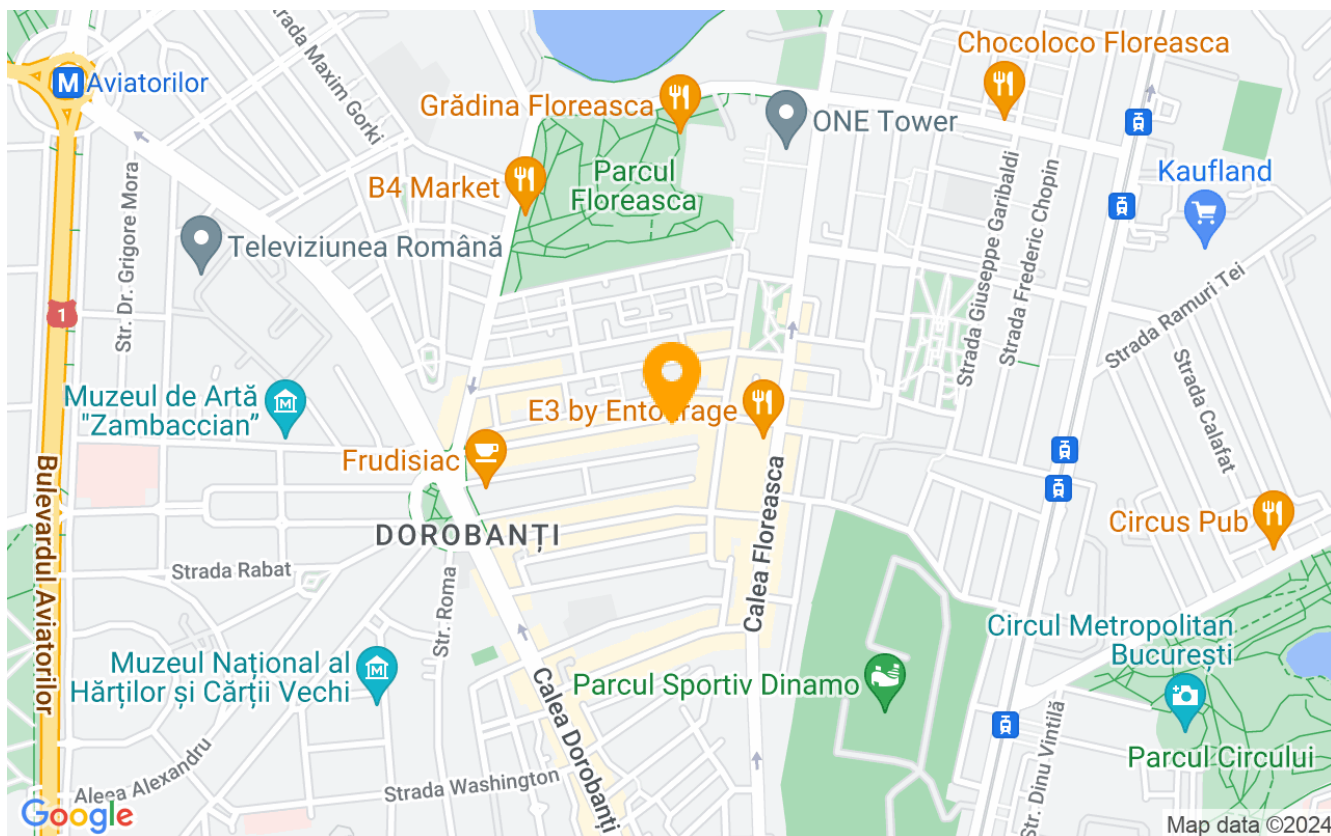 Strada Maxim Gorki
Chocoloco Floreasca
M
Aviatorilor
Grădina Floreasca
ONE Tower
Parcul
Floreasca
B4 Market
Kaufland
Str. Dr. Grigore Mora
Strada Giuseppe Garibaldi
Strada Frederic Chopin
Televiziunea Română
1
Strada Ramuri Tei
Strada Calafat
Muzeul de Artă
"Zambaccian”
E3 by Entourage
Frudisiac
Bulevardul Aviatorilor
DOROBANȚI
Calea Floreasca
Circus Pub
Strada Rabat
Str. Roma
Circul Metropolitan
București
Muzeul Național al
Hărților și Cărții Vechi
Parcul Sportiv Dinamo
Calea Dorobanți
Str. Dinu Vintilă
Parcul Circului
Aleea Alexandru
Strada Washington
Google
Map data ©2024